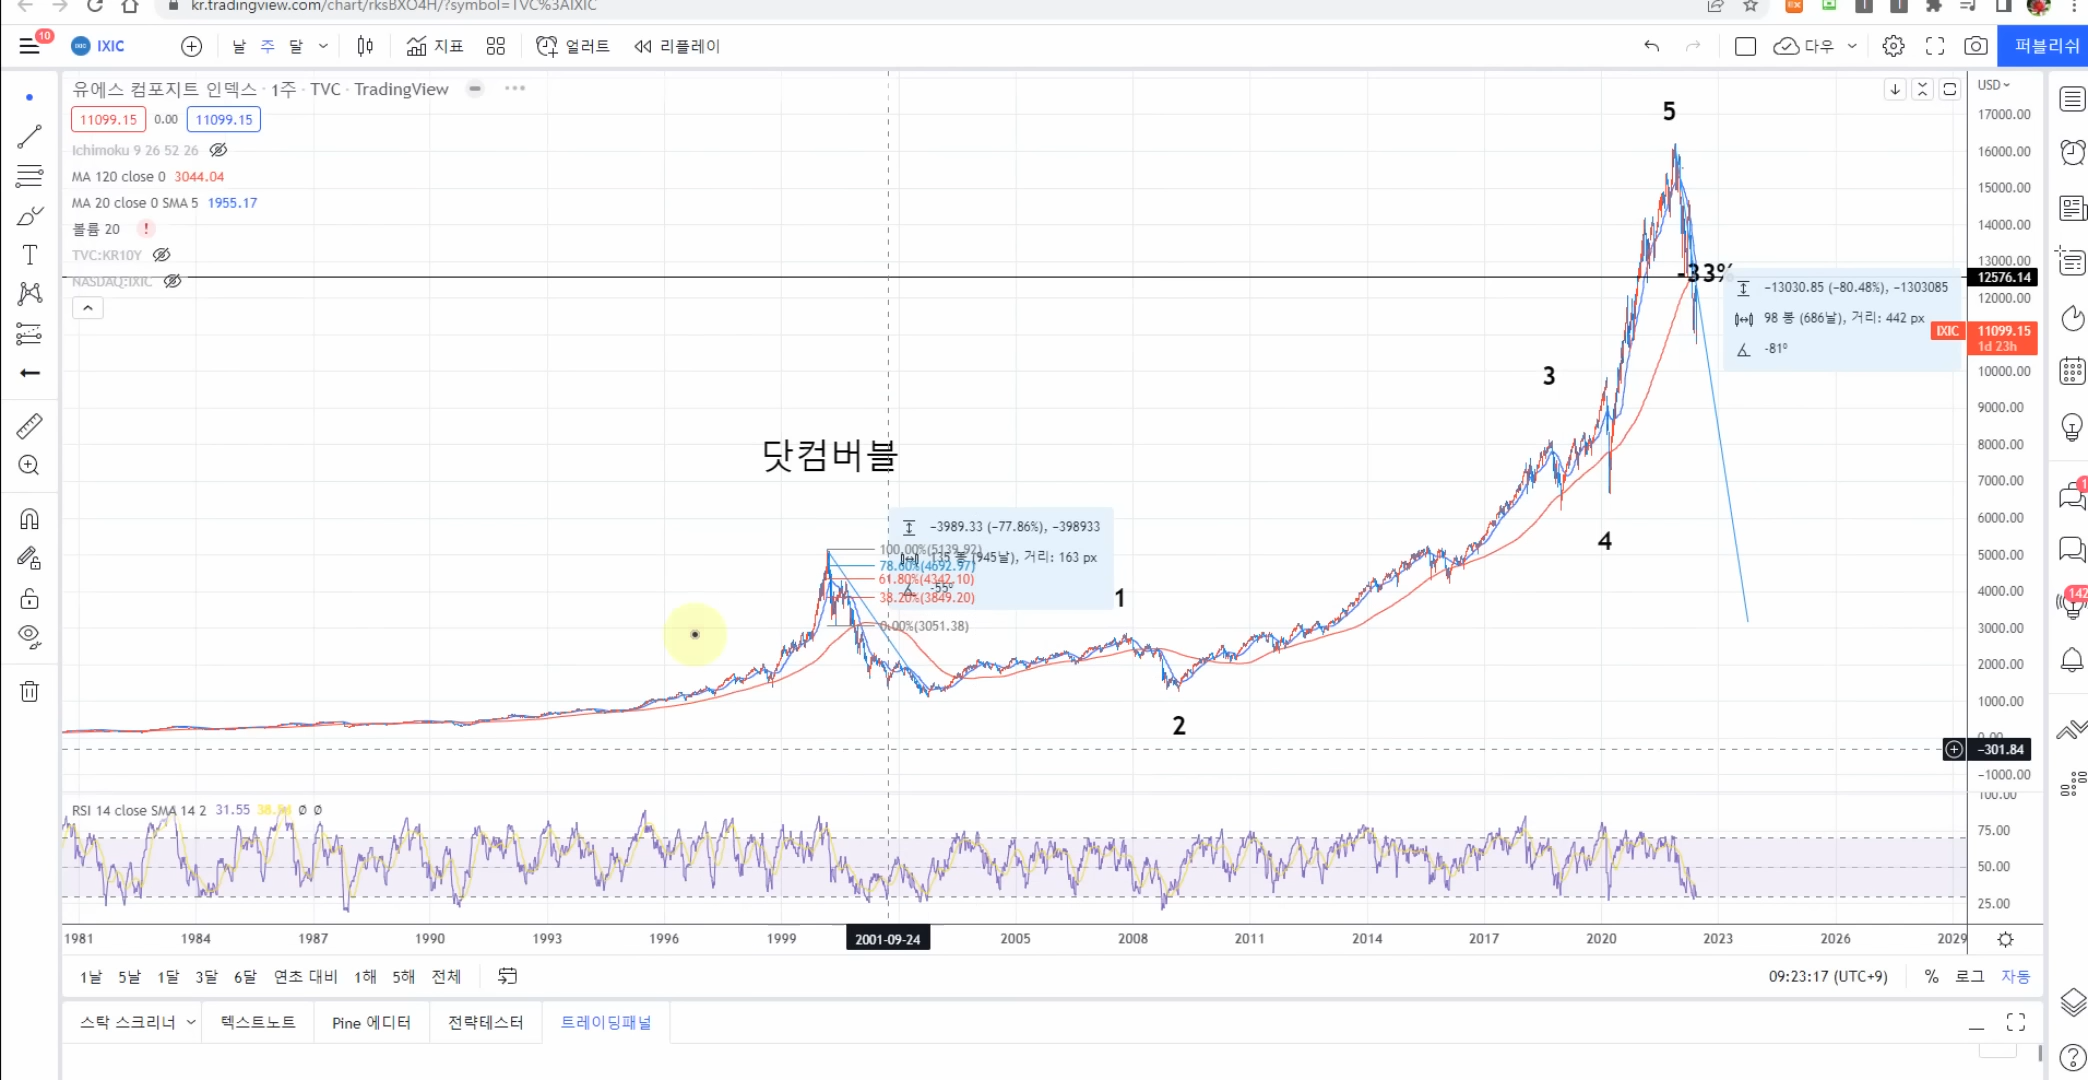 kr.tradingview.com/chart/rksBXO4H/?symbol=TVC%3AIXIC
10
IXIC
날 주 달
지표
얼러트
리플레이
다우
퍼블리쉬
유에스 컴포지트 인덱스 · 1주 · TVC · TradingView
11099.15 0.00 11099.15
Ichimoku 9 26 52 26
MA 120 close 0 3044.04
MA 20 close 0 SMA 5 1955.17
볼륨 20 !
TVC:KR10Y
NASDAQ:IXIC
USD
17000.00
16000.00
15000.00
14000.00
13000.00
12576.14
12000.00
IXIC 11099.15
1d 23h
10000.00
9000.00
8000.00
7000.00
6000.00
5000.00
4000.00
3000.00
2000.00
1000.00
0.00
-301.84
-1000.00
5
-33%
-13030.85 (-80.48%), -1303085
98 봉 (686날), 거리: 442 px
-81º
3
4
닷컴버블
-3989.33 (-77.86%), -398933
100.00%(5139.92)
135 봉 (945날), 거리: 163 px
78.60%(4692.97)
61.80%(4342.10)
-55º
38.20%(3849.20)
0.00%(3051.38)
1
2
RSI 14 close SMA 14 2 31.55 Ø Ø
100.00
75.00
50.00
25.00
1981 1984 1987 1990 1993 1996 1999 2001-09-24 2005 2008 2011 2014 2017 2020 2023 2026 2029
1날 5날 1달 3달 6달 연초 대비 1해 5해 전체
09:23:17 (UTC+9) % 로그 자동
스탁 스크리너 텍스트노트 Pine 에디터 전략테스터 트레이딩패널
1
142